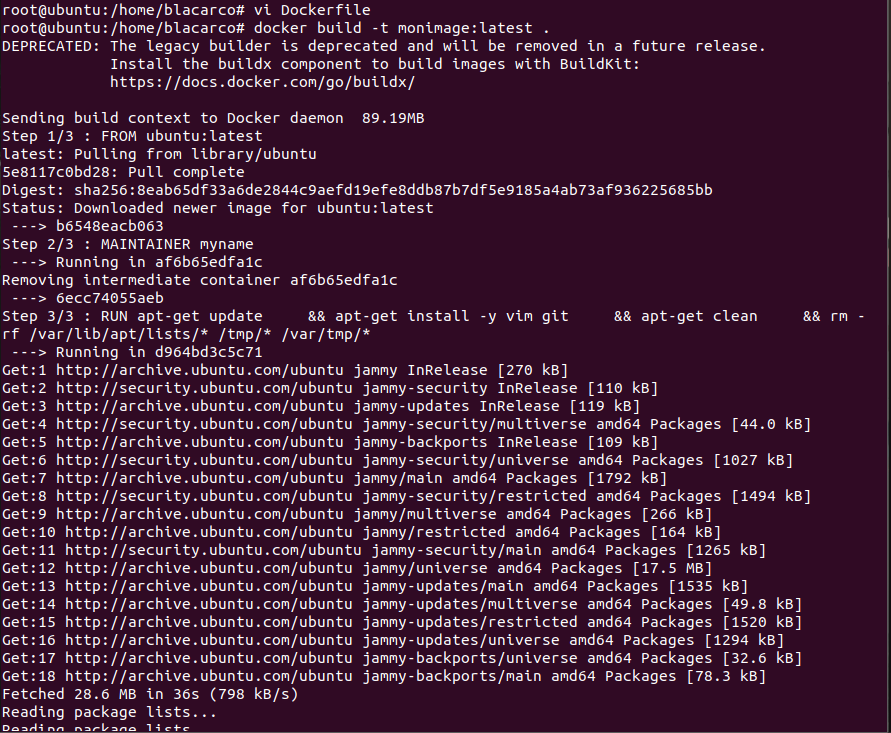 root@ubuntu:/home/blacarco# vi Dockerfile
root@ubuntu:/home/blacarco# docker build -t monimage:latest .
DEPRECATED: The legacy builder is deprecated and will be removed in a future release.
            Install the buildx component to build images with BuildKit:
            https://docs.docker.com/go/buildx/

Sending build context to Docker daemon  89.19MB
Step 1/3 : FROM ubuntu:latest
latest: Pulling from library/ubuntu
5e8117c0bd28: Pull complete
Digest: sha256:8eab65df33a6de2844c9aefd19efe8ddb87b7df5e9185a4ab73af936225685bb
Status: Downloaded newer image for ubuntu:latest
 ---> b6548eacb063
Step 2/3 : MAINTAINER myname
 ---> Running in af6b65edfa1c
Removing intermediate container af6b65edfa1c
 ---> 6ecc74055aeb
Step 3/3 : RUN apt-get update     && apt-get install -y vim git     && apt-get clean     && rm -
rf /var/lib/apt/lists/* /tmp/* /var/tmp/*
 ---> Running in d964bd3c5c71
Get:1 http://archive.ubuntu.com/ubuntu jammy InRelease [270 kB]
Get:2 http://security.ubuntu.com/ubuntu jammy-security InRelease [110 kB]
Get:3 http://archive.ubuntu.com/ubuntu jammy-updates InRelease [119 kB]
Get:4 http://security.ubuntu.com/ubuntu jammy-security/multiverse amd64 Packages [44.0 kB]
Get:5 http://archive.ubuntu.com/ubuntu jammy-backports InRelease [109 kB]
Get:6 http://security.ubuntu.com/ubuntu jammy-security/universe amd64 Packages [1027 kB]
Get:7 http://archive.ubuntu.com/ubuntu jammy/main amd64 Packages [1792 kB]
Get:8 http://security.ubuntu.com/ubuntu jammy-security/restricted amd64 Packages [1494 kB]
Get:9 http://archive.ubuntu.com/ubuntu jammy/multiverse amd64 Packages [266 kB]
Get:10 http://archive.ubuntu.com/ubuntu jammy/restricted amd64 Packages [164 kB]
Get:11 http://security.ubuntu.com/ubuntu jammy-security/main amd64 Packages [1265 kB]
Get:12 http://archive.ubuntu.com/ubuntu jammy/universe amd64 Packages [17.5 MB]
Get:13 http://archive.ubuntu.com/ubuntu jammy-updates/main amd64 Packages [1535 kB]
Get:14 http://archive.ubuntu.com/ubuntu jammy-updates/multiverse amd64 Packages [49.8 kB]
Get:15 http://archive.ubuntu.com/ubuntu jammy-updates/restricted amd64 Packages [1520 kB]
Get:16 http://archive.ubuntu.com/ubuntu jammy-updates/universe amd64 Packages [1294 kB]
Get:17 http://archive.ubuntu.com/ubuntu jammy-backports/universe amd64 Packages [32.6 kB]
Get:18 http://archive.ubuntu.com/ubuntu jammy-backports/main amd64 Packages [78.3 kB]
Fetched 28.6 MB in 36s (798 kB/s)
Reading package lists...
Reading package lists